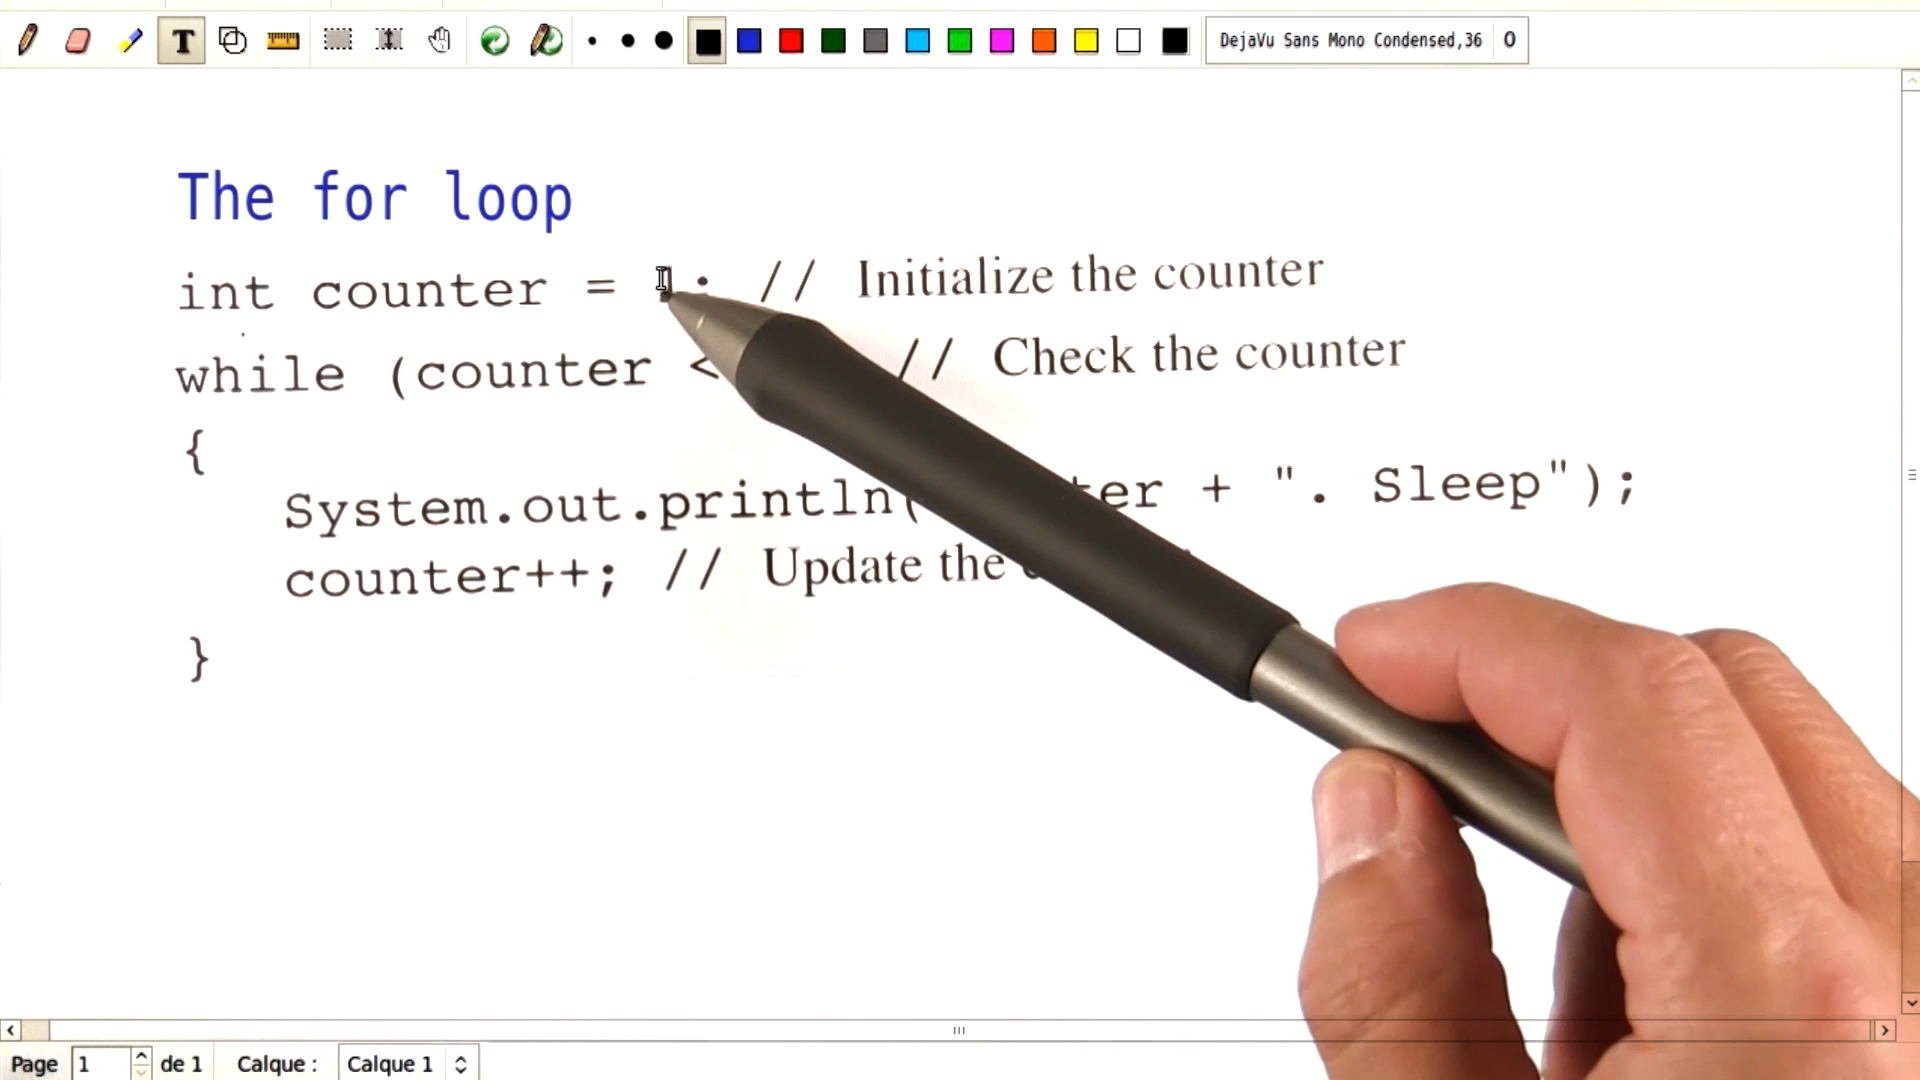 DejaVu Sans Mono Condensed,36 0
The for loop
int counter = 1; // Initialize the counter
while (counter < // Check the counter
{
System.out.println( ter + ". Sleep");
counter++; // Update the
}
Page 1 de 1 Calque : Calque 1